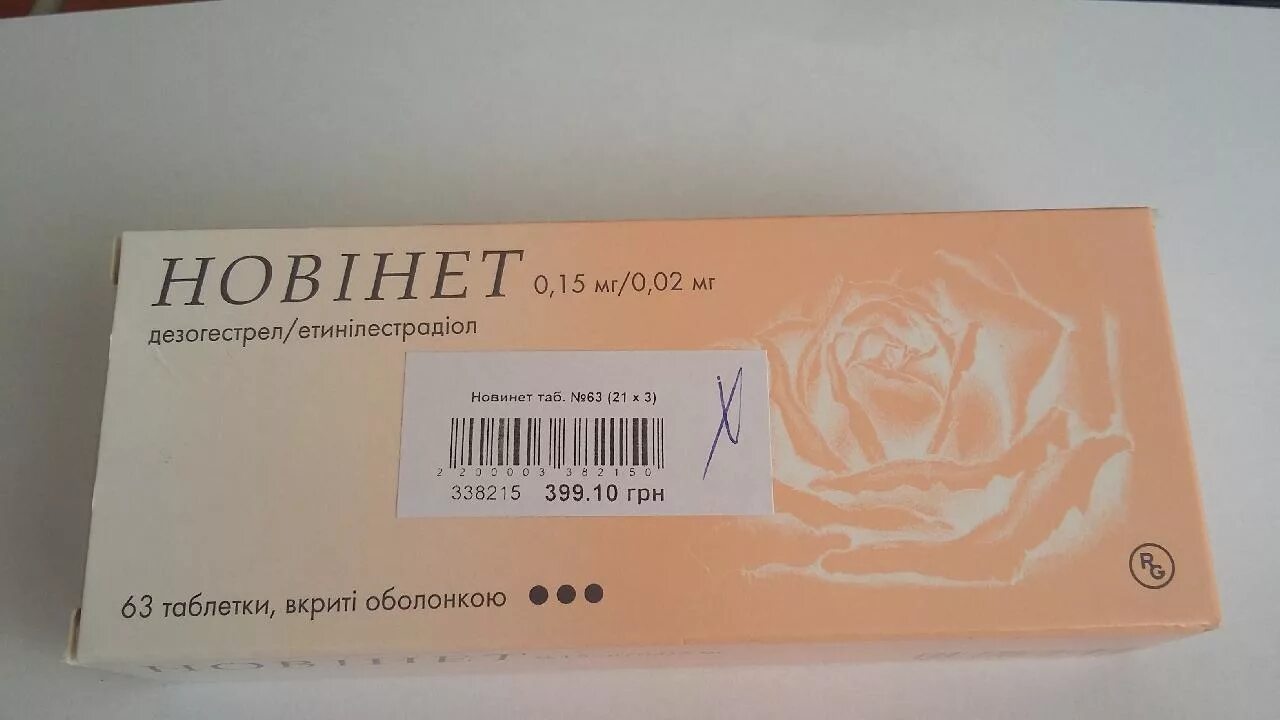 НОВІНЕТ 0,15 мг/0,02 мг
дезогестрел/етинілестрадіол
Новинет таб. №63 (21 x 3)
2 200003 382150
338215 399.10 грн
63 таблетки, вкриті оболонкою
RG
НОВІНЕТ